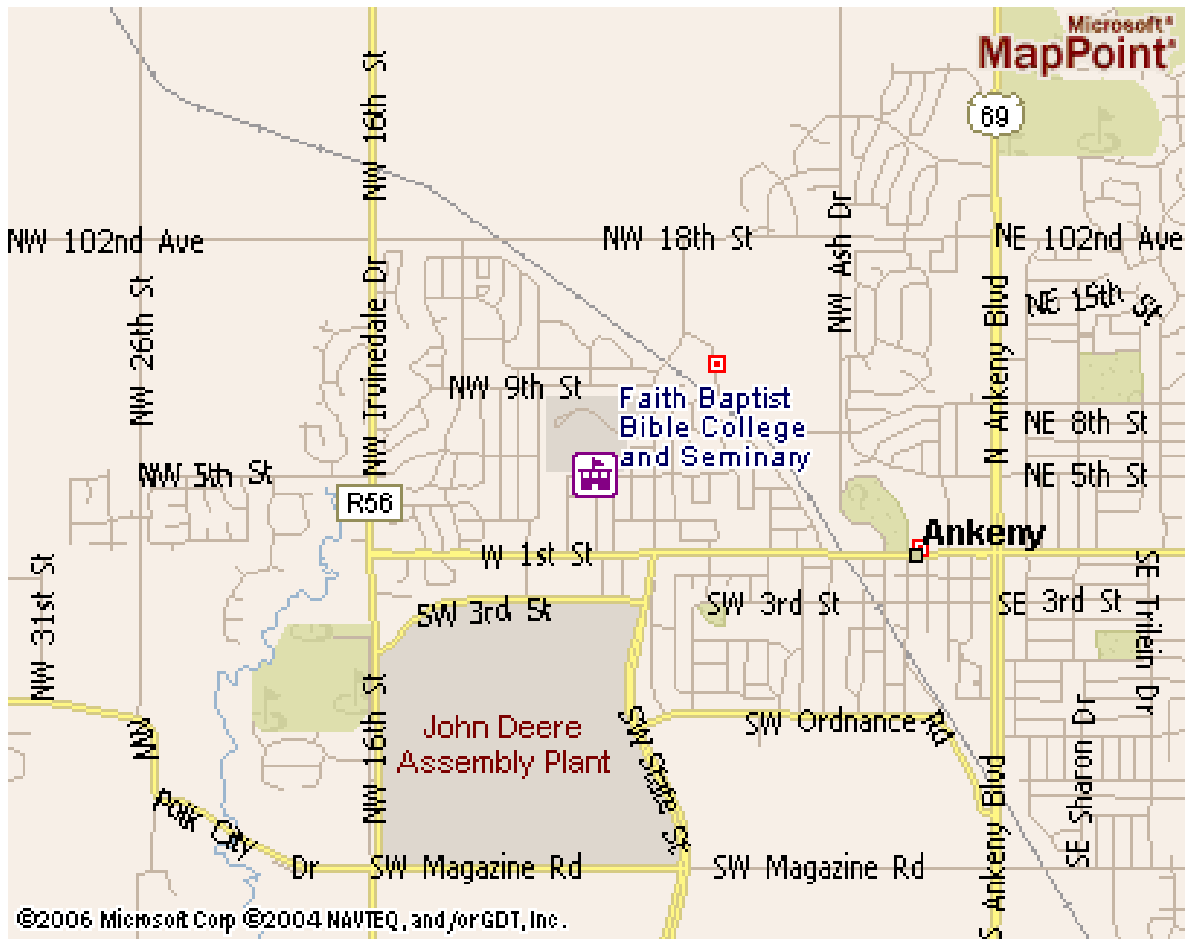 Microsoft®
MapPoint®
NW 16th St
69
NW Ash Dr
NW 102nd Ave
NW 18th St
NE 102nd Ave
NW 26th St
NW Irvinedale Dr
N Ankeny Blvd
NE 15th St
NW 9th St
Faith Baptist
Bible College
and Seminary
NE 8th St
NW 5th St
NE 5th St
R56
Ankeny
W 1st St
NW 31st St
SW 3rd St
SW 3rd St
SE 3rd St
SE Trilein Dr
NW 16th St
John Deere
Assembly Plant
SW State St
SW Ordnance Rd
SE Sharon Dr
S Ankeny Blvd
NW Polk City Dr
SW Magazine Rd
SW Magazine Rd
©2006 Microsoft Corp ©2004 NAVTEQ, and/or GDT, Inc.